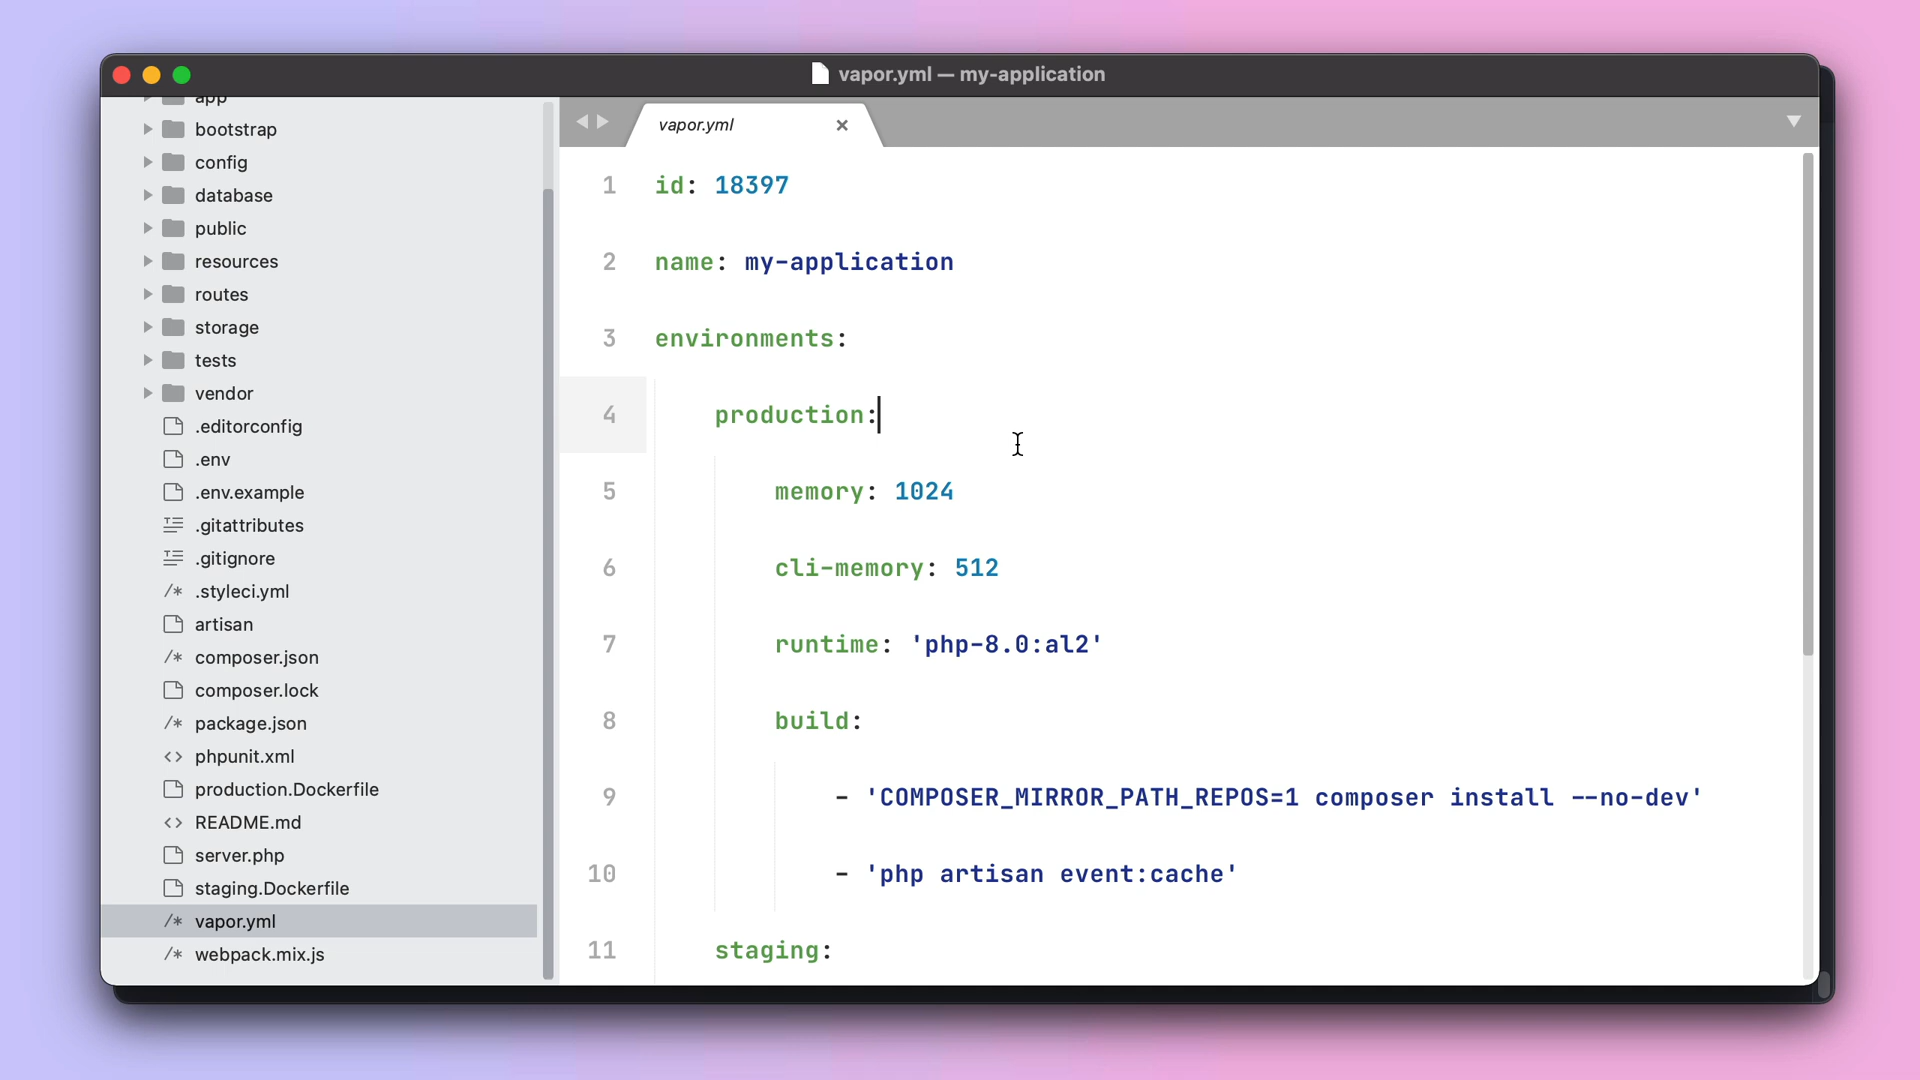 vapor.yml — my-application
app
bootstrap
config
database
public
resources
routes
storage
tests
vendor
.editorconfig
.env
.env.example
.gitattributes
.gitignore
/* .styleci.yml
artisan
/* composer.json
composer.lock
/* package.json
<> phpunit.xml
production.Dockerfile
<> README.md
server.php
staging.Dockerfile
/* vapor.yml
/* webpack.mix.js
vapor.yml
1 id: 18397
2 name: my-application
3 environments:
4 production:
5 memory: 1024
6 cli-memory: 512
7 runtime: 'php-8.0:al2'
8 build:
9 - 'COMPOSER_MIRROR_PATH_REPOS=1 composer install --no-dev'
10 - 'php artisan event:cache'
11 staging: